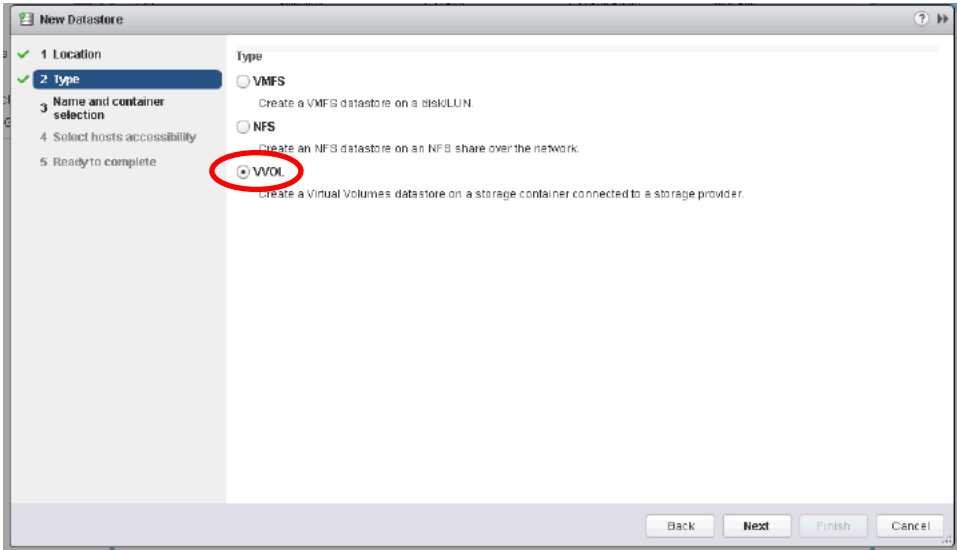 New Datastore
?
1 Location
2 Type
3 Name and container
selection
4 Select hosts accessibility
5 Ready to complete
Type
VMFS
Create a VMFS datastore on a disk/LUN.
NFS
Create an NFS datastore on an NFS share over the network.
VVOL
Create a Virtual Volumes datastore on a storage container connected to a storage provider.
Back
Next
Finish
Cancel